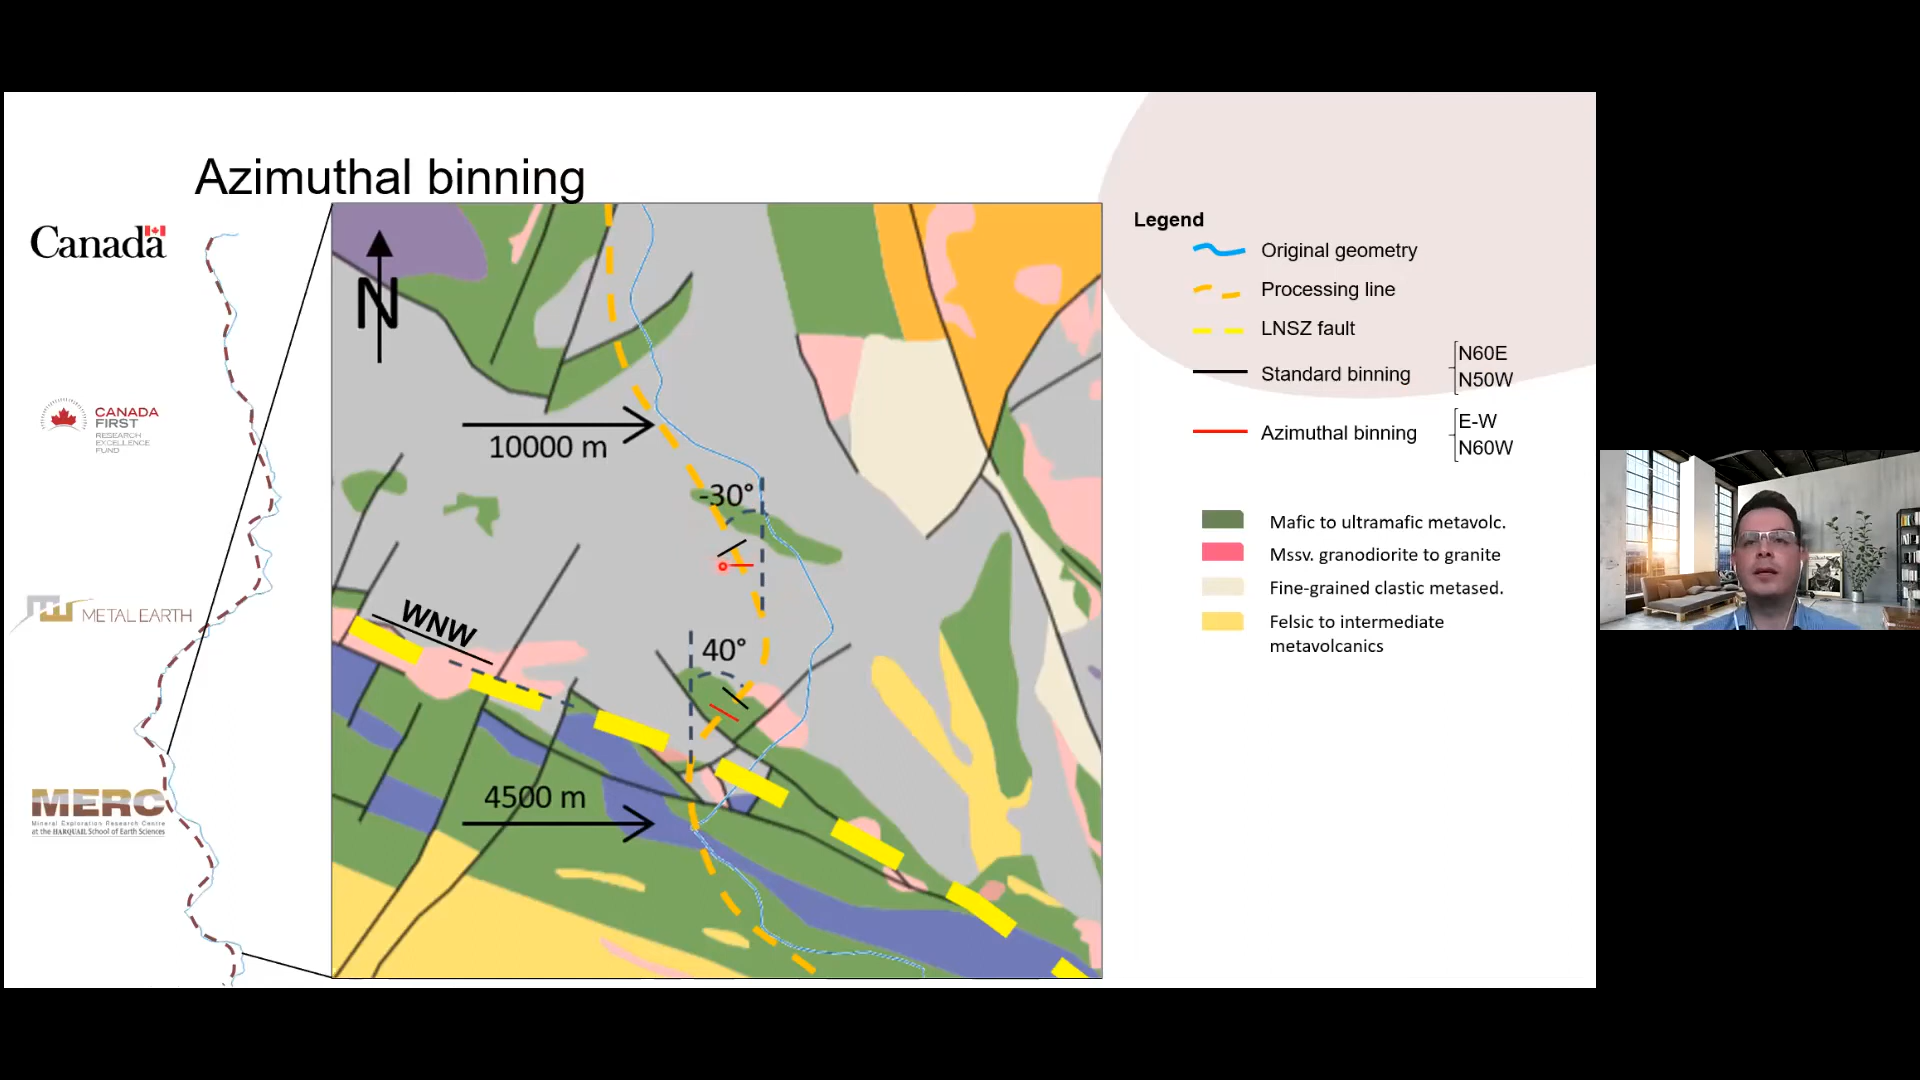 Azimuthal binning
Canada
CANADA
FIRST
RESEARCH
EXCELLENCE
FUND
METAL EARTH
MERC
Mineral Exploration Research Centre
at the HARQUAIL School of Earth Sciences
N
10000 m
-30°
WNW
40°
4500 m
Legend
Original geometry
Processing line
LNSZ fault
Standard binning
N60E
N50W
Azimuthal binning
E-W
N60W
Mafic to ultramafic metavolc.
Mssv. granodiorite to granite
Fine-grained clastic metased.
Felsic to intermediate
metavolcanics